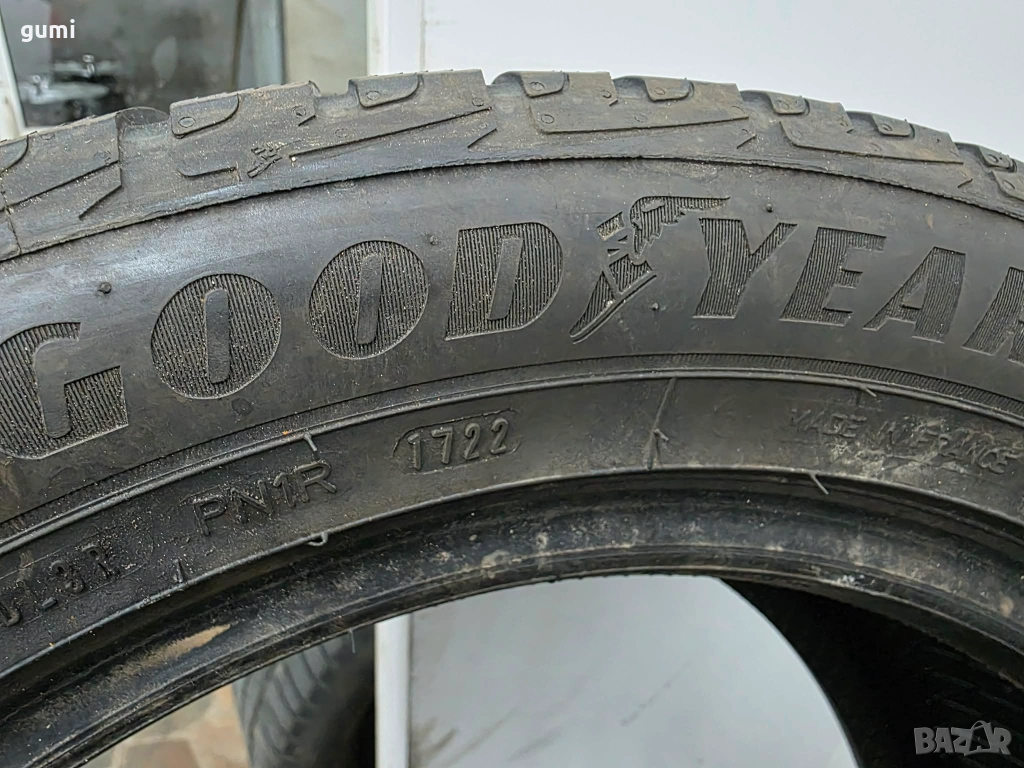 gumi
GOODYEAR
1722
MADE IN FRANCE
PN1R
BAZAR